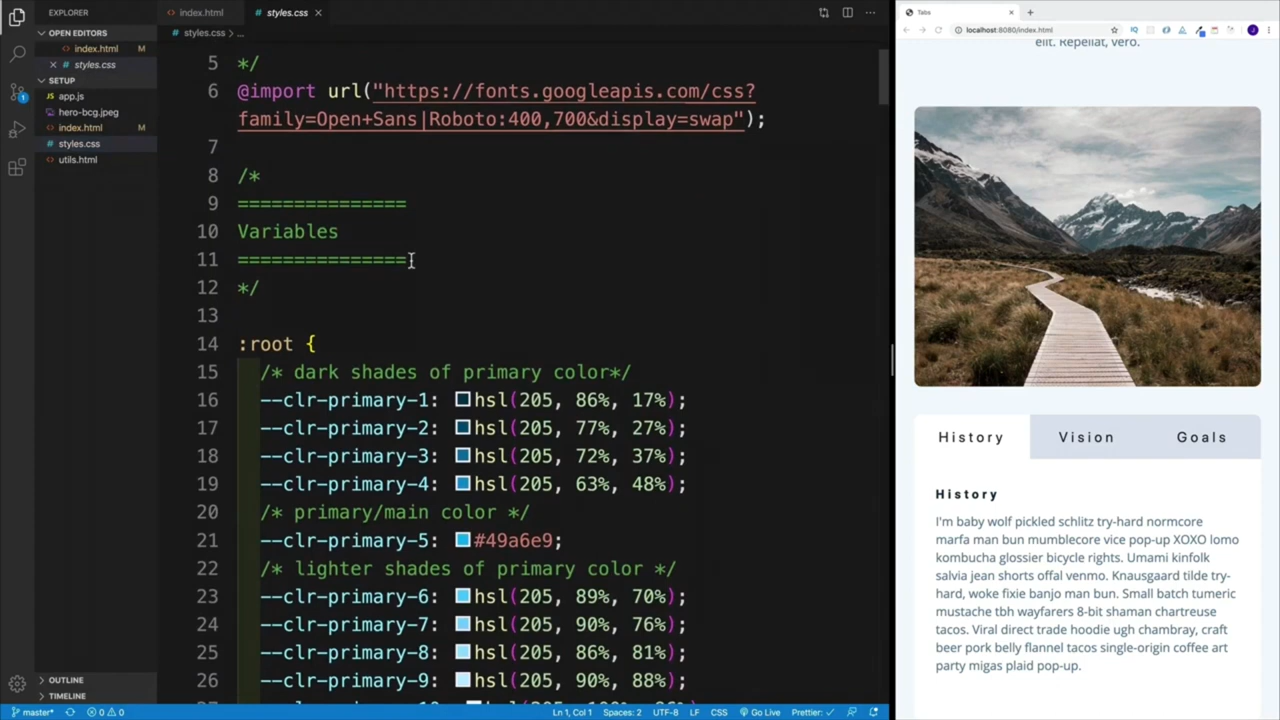 EXPLORER
OPEN EDITORS
index.html M
styles.css
SETUP
app.js
hero-bcg.jpeg
index.html M
styles.css
utils.html
OUTLINE
TIMELINE
1
index.html
styles.css
styles.css > ...
5 */
6 @import url("https://fonts.googleapis.com/css?
family=Open+Sans|Roboto:400,700&display=swap");
7
8 /*
9 ===============
10 Variables
11 ===============
12 */
13
14 :root {
15 /* dark shades of primary color*/
16 --clr-primary-1: hsl(205, 86%, 17%);
17 --clr-primary-2: hsl(205, 77%, 27%);
18 --clr-primary-3: hsl(205, 72%, 37%);
19 --clr-primary-4: hsl(205, 63%, 48%);
20 /* primary/main color */
21 --clr-primary-5: #49a6e9;
22 /* lighter shades of primary color */
23 --clr-primary-6: hsl(205, 89%, 70%);
24 --clr-primary-7: hsl(205, 90%, 76%);
25 --clr-primary-8: hsl(205, 86%, 81%);
26 --clr-primary-9: hsl(205, 90%, 88%);
master* 0 0 Ln 1, Col 1 Spaces: 2 UTF-8 LF CSS Go Live Prettier: ✓
Tabs
localhost:8080/index.html
J
elit. Repellat, vero.
History Vision Goals
History
I'm baby wolf pickled schlitz try-hard normcore
marfa man bun mumblecore vice pop-up XOXO lomo
kombucha glossier bicycle rights. Umami kinfolk
salvia jean shorts offal venmo. Knausgaard tilde try-
hard, woke fixie banjo man bun. Small batch tumeric
mustache tbh wayfarers 8-bit shaman chartreuse
tacos. Viral direct trade hoodie ugh chambray, craft
beer pork belly flannel tacos single-origin coffee art
party migas plaid pop-up.